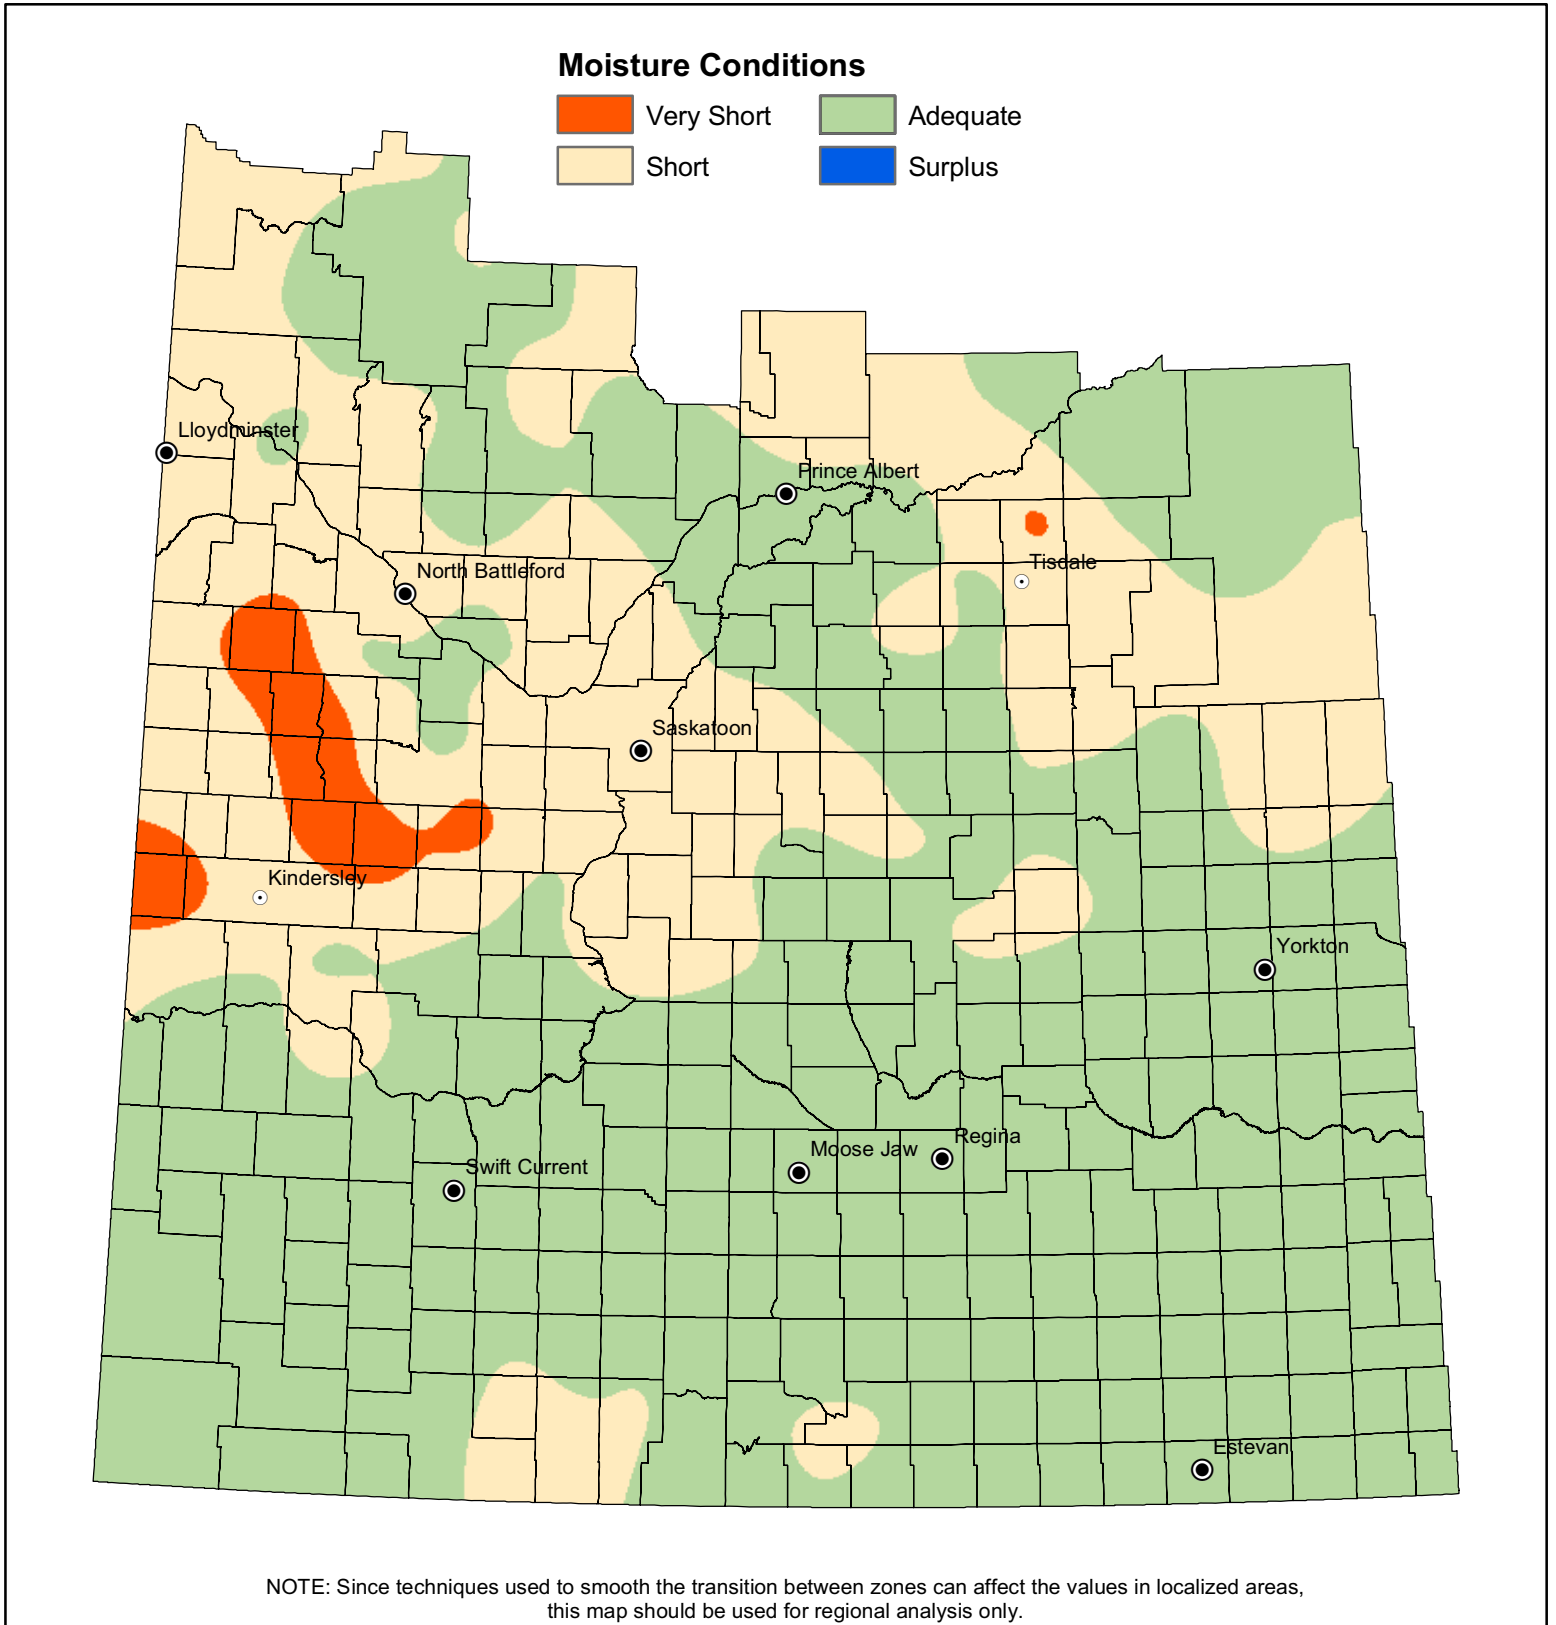 Moisture Conditions
Very Short
Adequate
Short
Surplus
Lloydminster
Prince Albert
Tisdale
North Battleford
Saskatoon
Kindersley
Yorkton
Regina
Moose Jaw
Swift Current
Estevan
NOTE: Since techniques used to smooth the transition between zones can affect the values in localized areas,
this map should be used for regional analysis only.